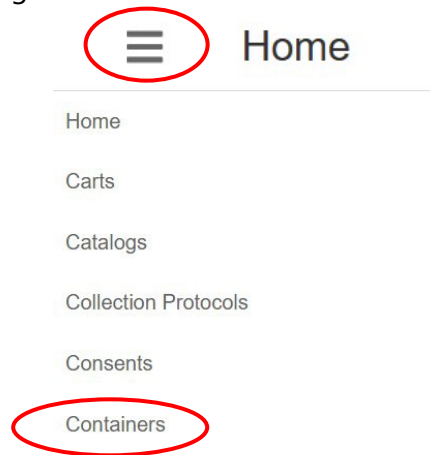 Home
Home
Carts
Catalogs
Collection Protocols
Consents
Containers